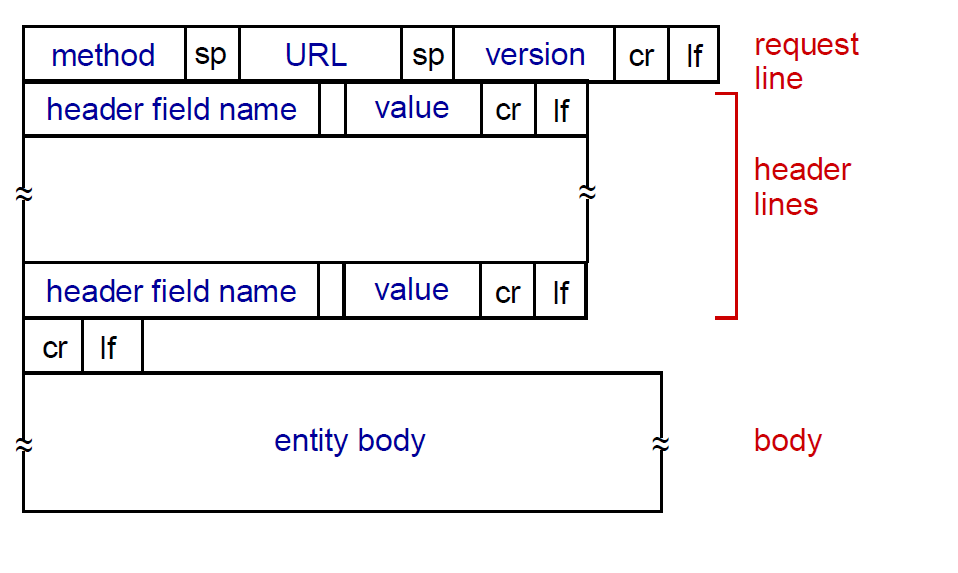 method sp URL sp version cr lf request
line
header field name value cr lf
header
lines
header field name value cr lf
cr lf
entity body body